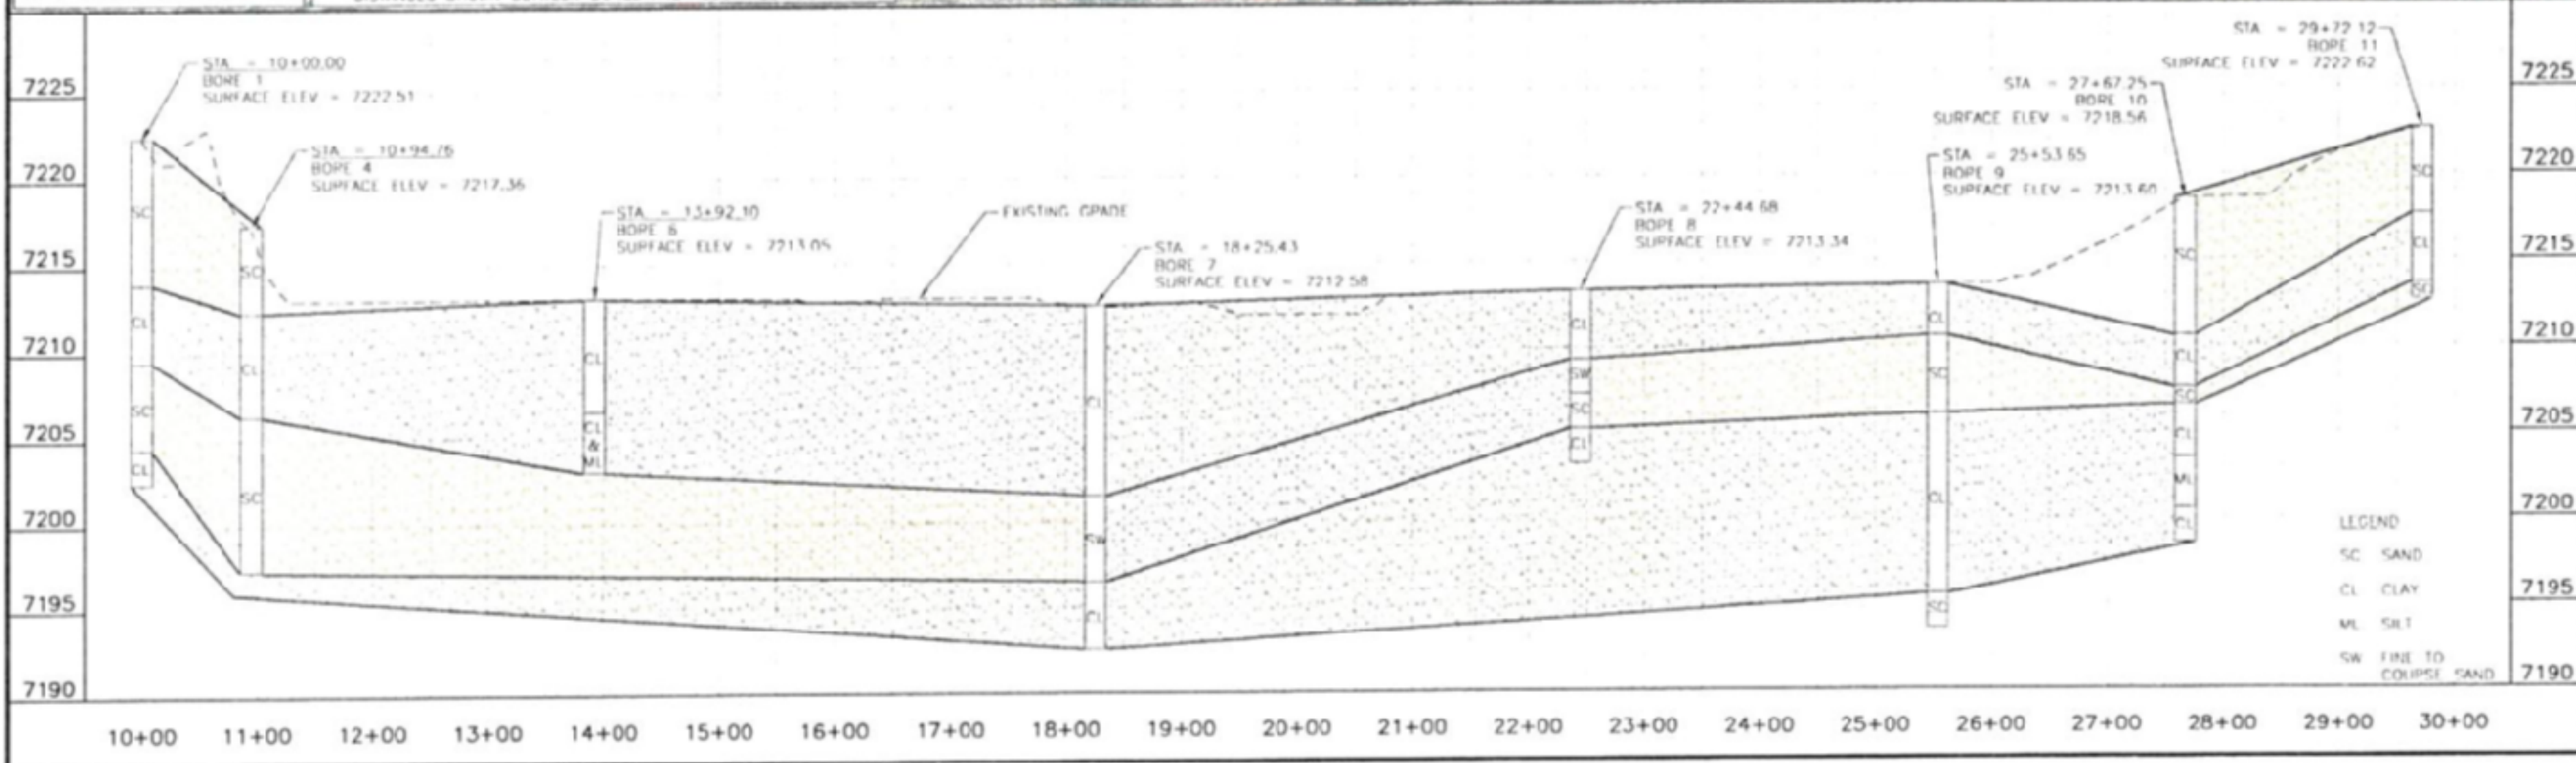 STA = 10+00.00
BORE 1
SURFACE ELEV = 7222.51
STA = 10+94.76
BORE 4
SURFACE ELEV = 7217.36
STA = 13+92.10
BORE 6
SURFACE ELEV = 7213.05
EXISTING GRADE
STA = 18+25.43
BORE 7
SURFACE ELEV = 7212.58
STA = 22+44.68
BORE 8
SURFACE ELEV = 7213.34
STA = 25+53.65
BORE 9
SURFACE ELEV = 7213.60
STA = 27+67.25
BORE 10
SURFACE ELEV = 7218.56
STA = 29+72.12
BORE 11
SURFACE ELEV = 7222.62
7225
7220
7215
7210
7205
7200
7195
7190
SC
CL
SC
CL
SC
CL
SC
CL
CL
&
ML
CL
SW
CL
CL
SW
SC
CL
CL
SC
CL
SC
SC
CL
SC
CL
ML
CL
SC
CL
SC
7225
7220
7215
7210
7205
7200
7195
7190
LEGEND
SC SAND
CL CLAY
ML SILT
SW FINE TO
COURSE SAND
10+00 11+00 12+00 13+00 14+00 15+00 16+00 17+00 18+00 19+00 20+00 21+00 22+00 23+00 24+00 25+00 26+00 27+00 28+00 29+00 30+00